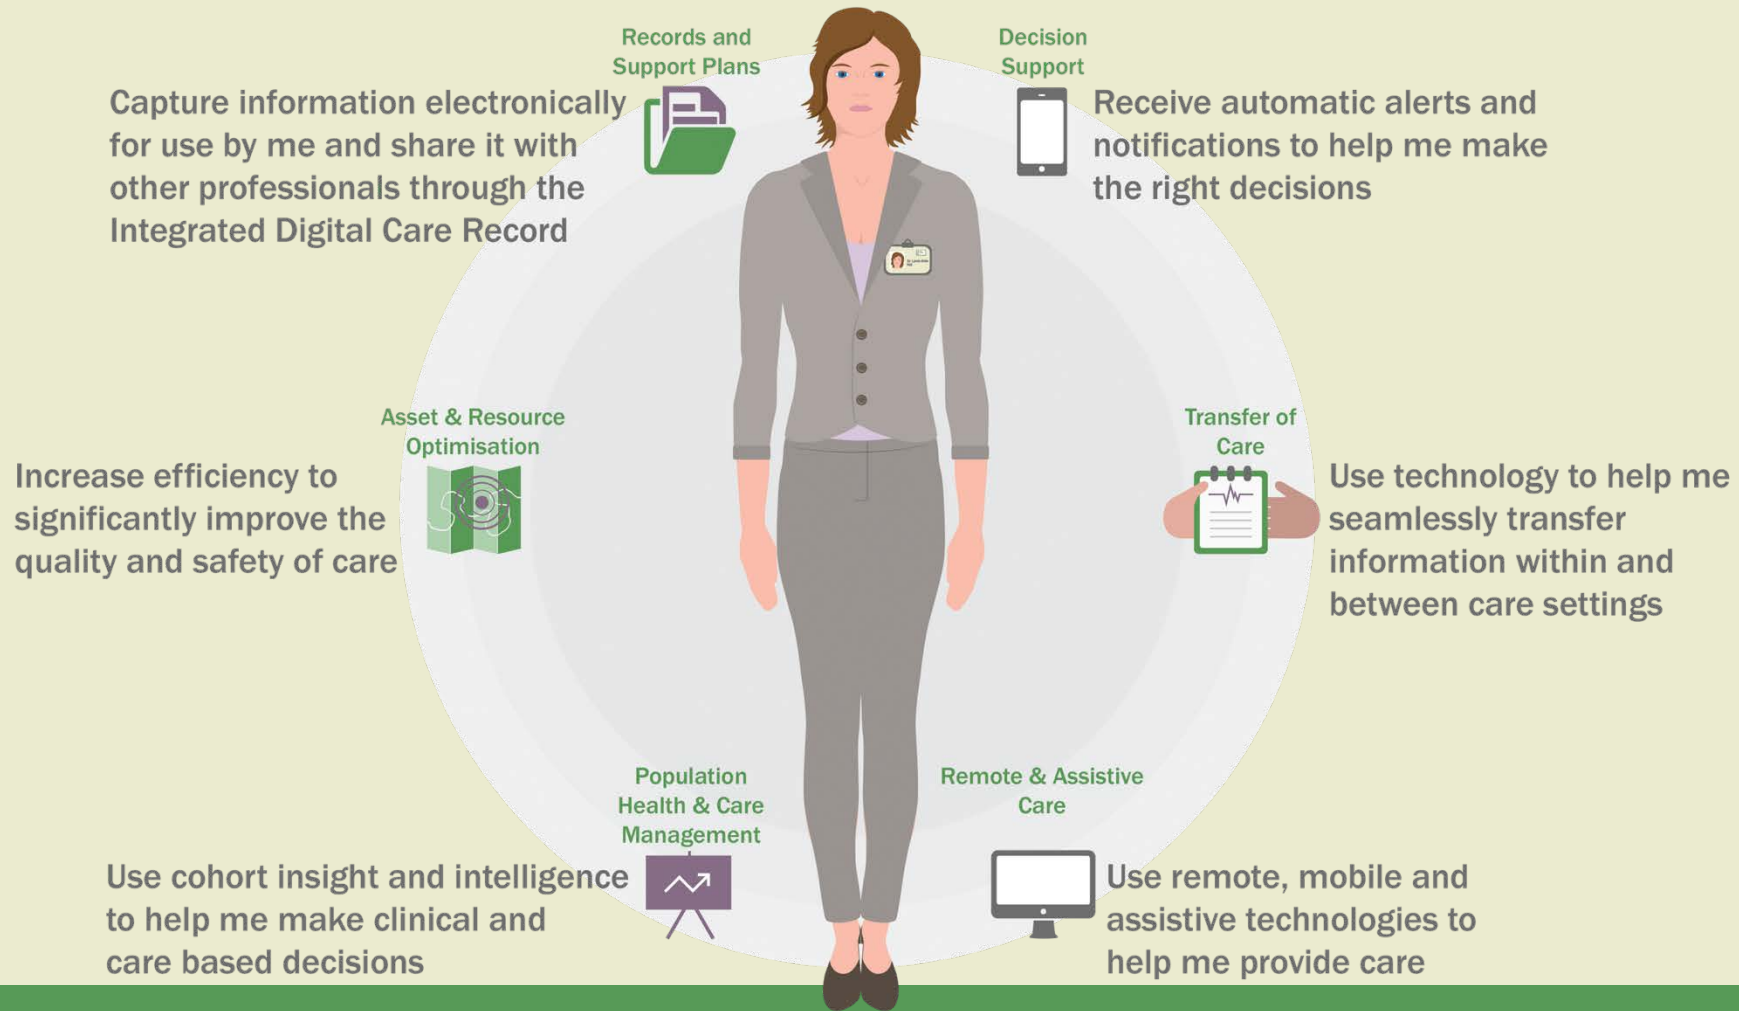 Records and
Support Plans
Capture information electronically
for use by me and share it with
other professionals through the
Integrated Digital Care Record
Decision
Support
Receive automatic alerts and
notifications to help me make
the right decisions
Asset & Resource
Optimisation
Increase efficiency to
significantly improve the
quality and safety of care
Transfer of
Care
Use technology to help me
seamlessly transfer
information within and
between care settings
Population
Health & Care
Management
Use cohort insight and intelligence
to help me make clinical and
care based decisions
Remote & Assistive
Care
Use remote, mobile and
assistive technologies to
help me provide care